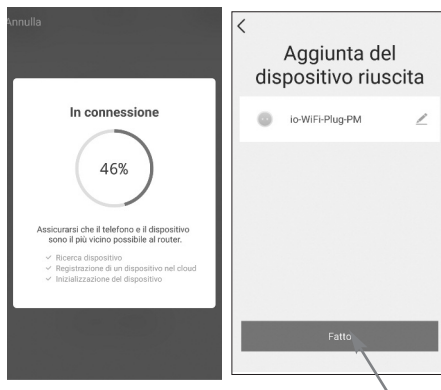 Annulla
In connessione
46%
Assicurarsi che il telefono e il dispositivo
sono il più vicino possibile al router.
Ricerca dispositivo
Registrazione di un dispositivo nel cloud
Inizializzazione del dispositivo
Aggiunta del
dispositivo riuscita
io-WiFi-Plug-PM
Fatto